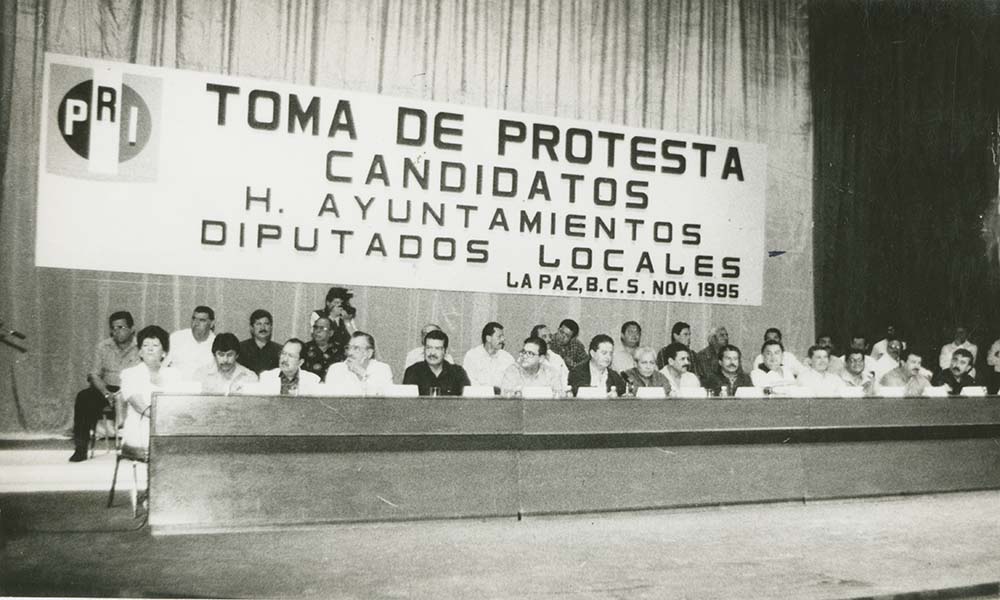 PRI
TOMA DE PROTESTA
CANDIDATOS
H. AYUNTAMIENTOS
DIPUTADOS LOCALES
LA PAZ, B.C.S. NOV. 1995